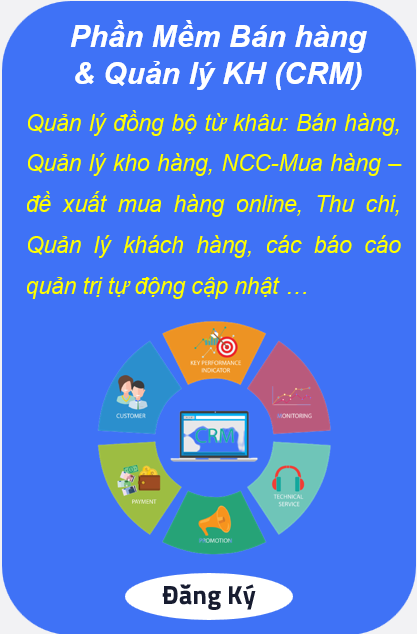 Phần Mềm Bán hàng
& Quản lý KH (CRM)
Quản lý đồng bộ từ khâu: Bán hàng,
Quản lý kho hàng, NCC-Mua hàng –
đề xuất mua hàng online, Thu chi,
Quản lý khách hàng, các báo cáo
quản trị tự động cập nhật …
KEY PERFORMANCE
INDICATOR
CUSTOMER
MONITORING
CRM
PAYMENT
TECHNICAL
SERVICE
PROMOTION
Đăng Ký